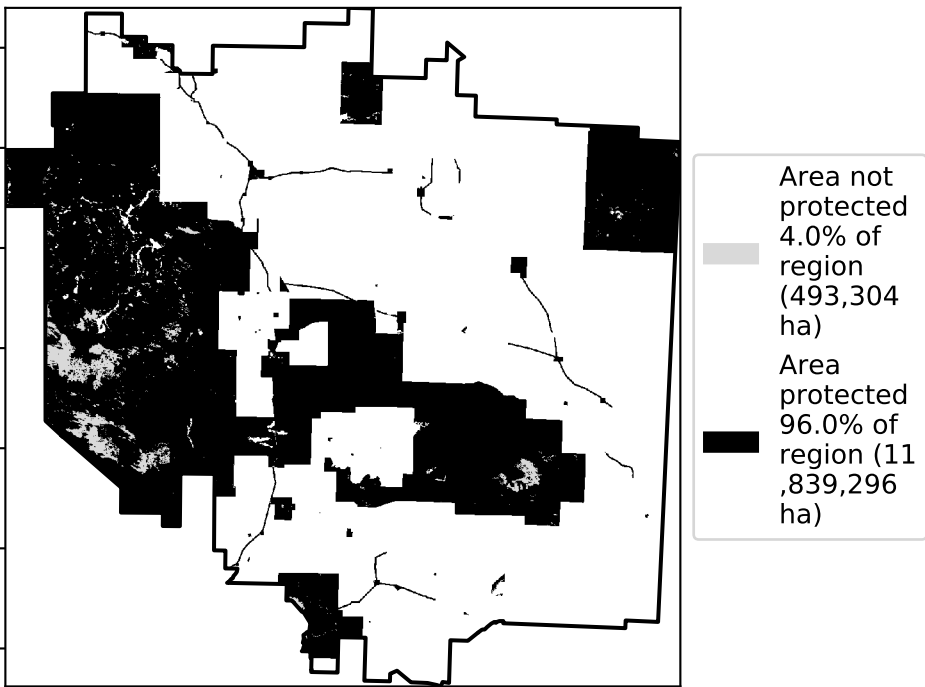 Area not
protected
4.0% of
region
(493,304
ha)
Area
protected
96.0% of
region (11
,839,296
ha)